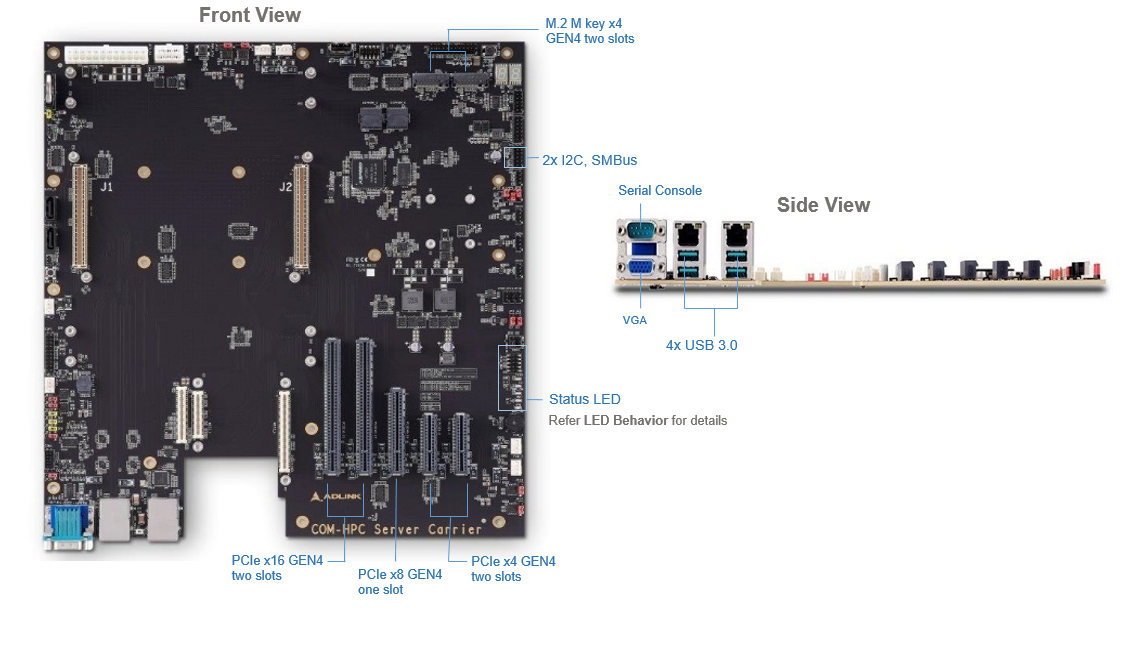 Front View
M.2 M key x4
GEN4 two slots
2x I2C, SMBus
J1
J2
Serial Console
Side View
VGA
4x USB 3.0
Status LED
Refer LED Behavior for details
ADLINK
COM-HPC Server Carrier
PCIe x16 GEN4
two slots
PCIe x8 GEN4
one slot
PCIe x4 GEN4
two slots